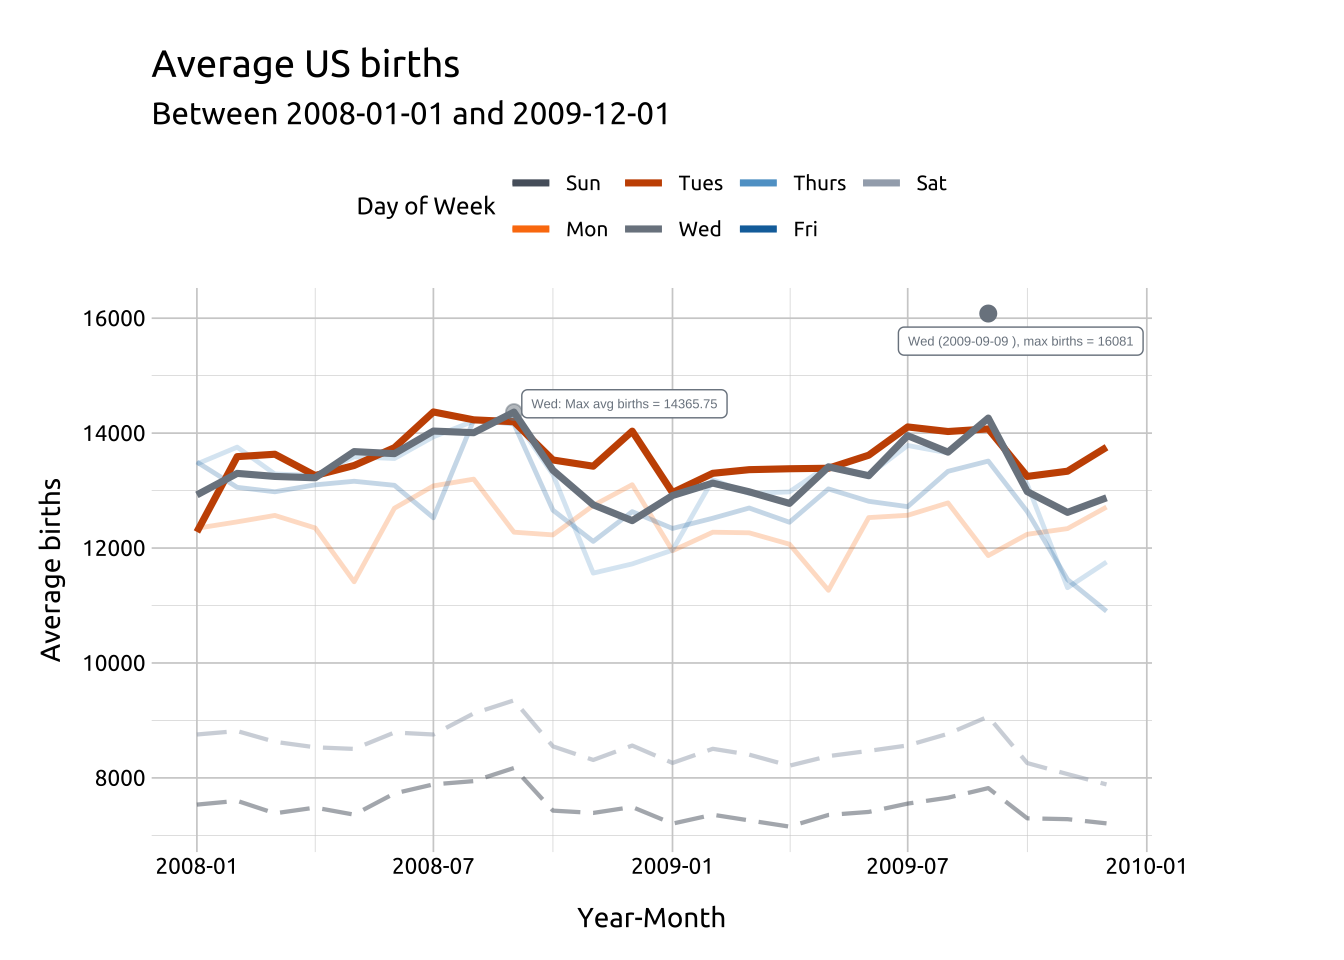 Average US births
Between 2008-01-01 and 2009-12-01
Day of Week
Sun Tues Thurs Sat
Mon Wed Fri
16000
Wed (2009-09-09 ), max births = 16081
Wed: Max avg births = 14365.75
14000
12000
10000
8000
Average births
2008-01 2008-07 2009-01 2009-07 2010-01
Year-Month